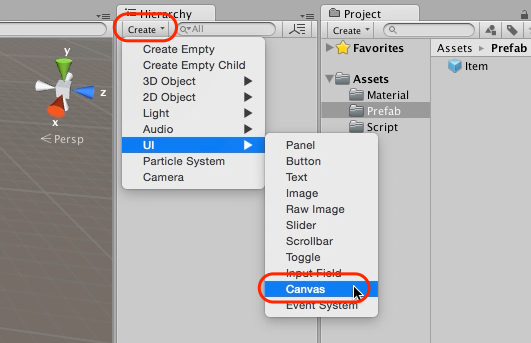 Hierarchy
Create
All
y
z
x
Persp
Create Empty
Create Empty Child
3D Object
2D Object
Light
Audio
UI
Particle System
Camera
Panel
Button
Text
Image
Raw Image
Slider
Scrollbar
Toggle
Input Field
Canvas
Event System
Project
Create
Favorites
Assets
Material
Prefab
Script
Assets Prefab
Item